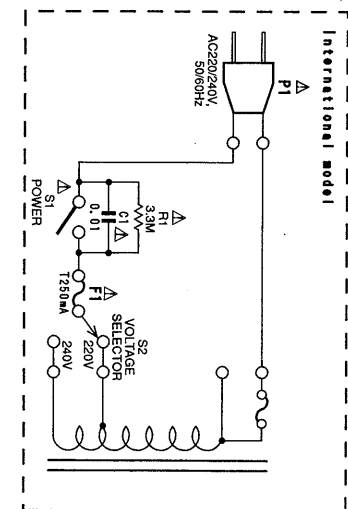 International model
P1
AC220/240V,
50/60Hz
R1
3.3M
C1
0.01
S1
POWER
F1
T250mA
S2
VOLTAGE
SELECTOR
220V
240V